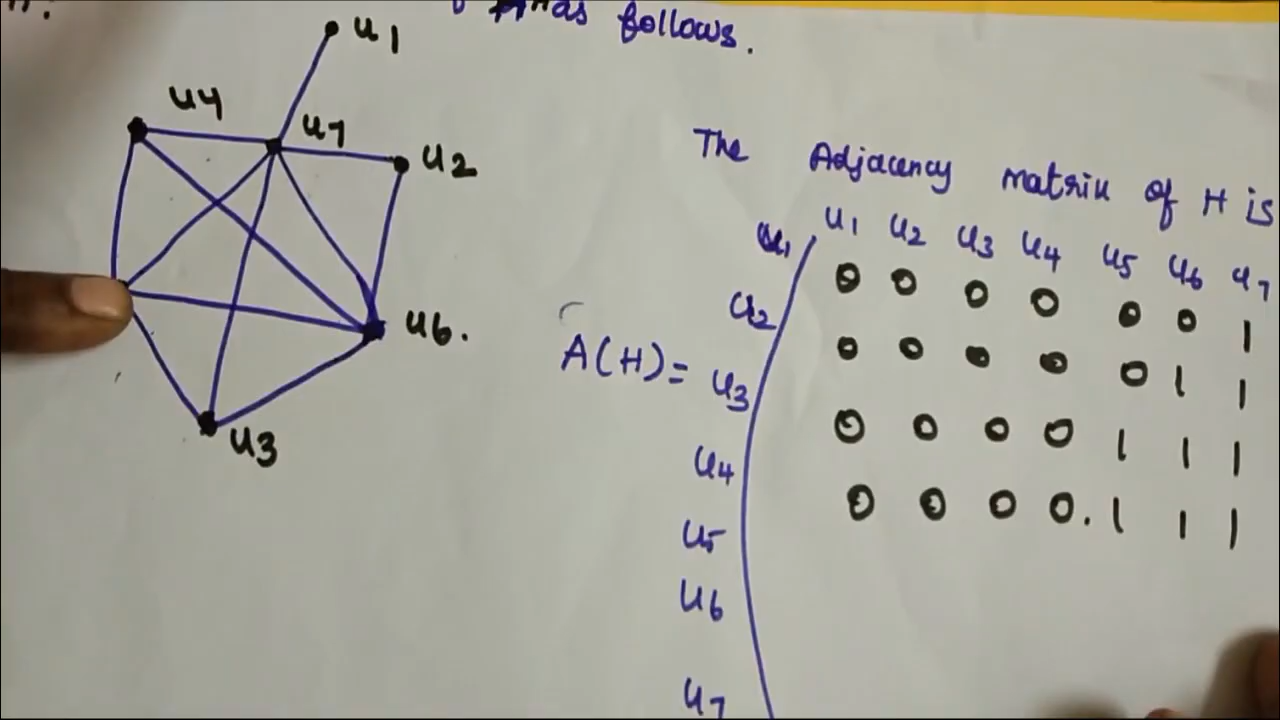 as follows.
u1
u4
u7
u2
u6.
u3
The Adjacency matrix of H is
u1 u2 u3 u4 u5 u6 u7
A(H)=
u1 0 0 0 0 0 0 1
u2 0 0 0 0 0 1 1
u3 0 0 0 0 1 1 1
u4 0 0 0 0. 1 1 1
u5
u6
u7